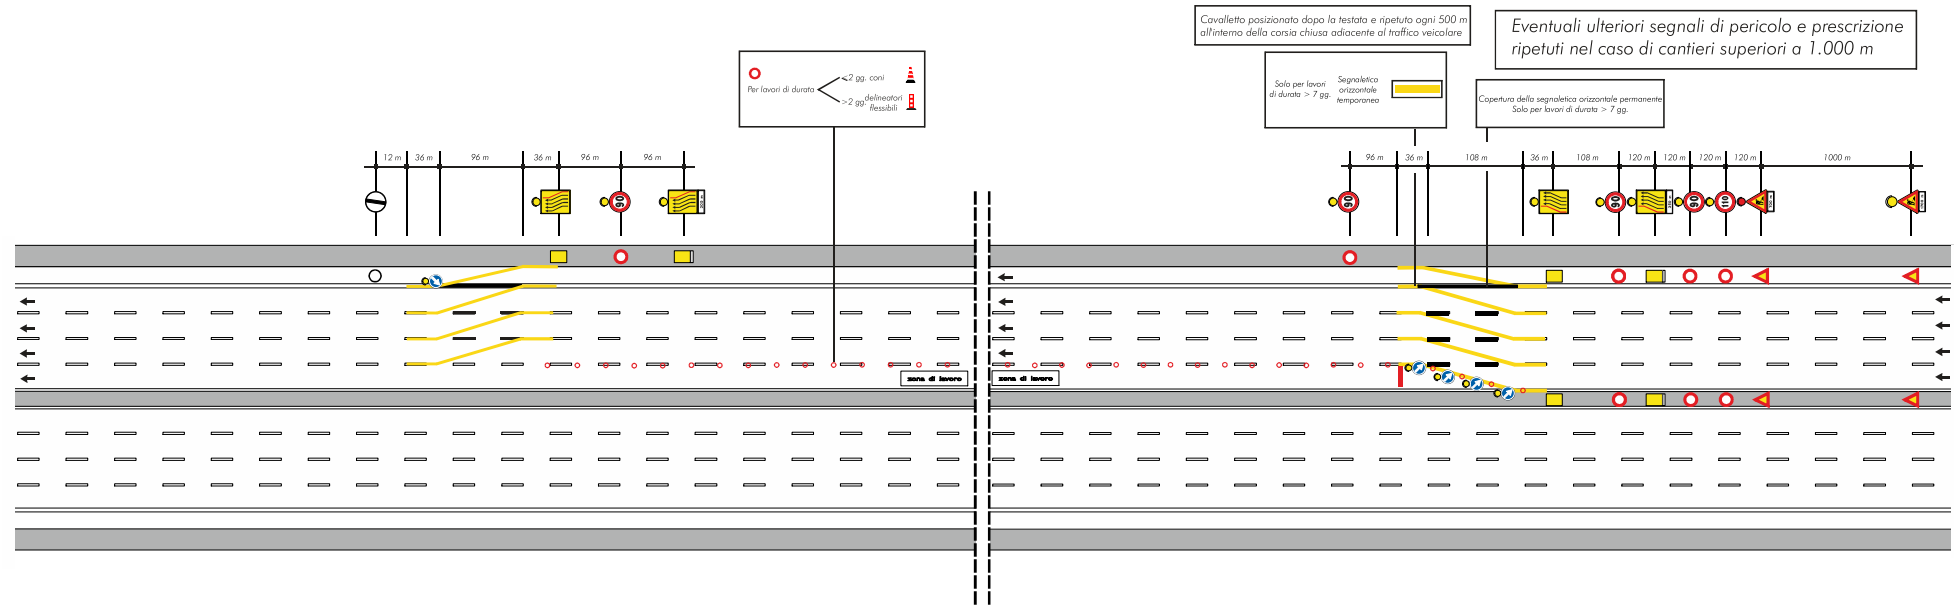 Cavalletto posizionato dopo la testata e ripetuto ogni 500 m
all'interno della corsia chiusa adiacente al traffico veicolare
Eventuali ulteriori segnali di pericolo e prescrizione
ripetuti nel caso di cantieri superiori a 1.000 m
Per lavori di durata
<2 gg. coni
>2 gg. delineatori
flessibili
Solo per lavori
di durata > 7 gg.
Segnaletica
orizzontale
temporanea
Copertura della segnaletica orizzontale permanente
Solo per lavori di durata > 7 gg.
12 m 36 m 96 m 36 m 96 m 96 m
96 m 36 m 108 m 36 m 108 m 120 m 120 m 120 m 120 m 1000 m
90
90
90
90
110
zona di lavoro
zona di lavoro